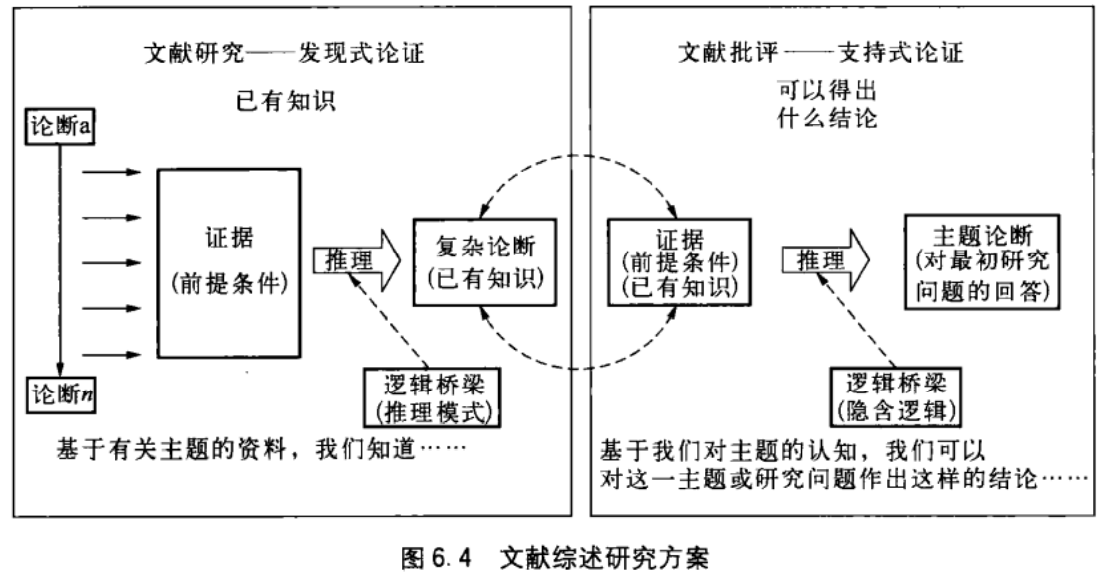 文献研究——发现式论证
已有知识
论断a
证据
(前提条件)
推理
复杂论断
(已有知识)
论断n
逻辑桥梁
(推理模式)
基于有关主题的资料，我们知道……
文献批评——支持式论证
可以得出
什么结论
证据
(前提条件)
(已有知识)
推理
主题论断
(对最初研究
问题的回答)
逻辑桥梁
(隐含逻辑)
基于我们对主题的认知，我们可以
对这一主题或研究问题作出这样的结论……
图 6.4 文献综述研究方案